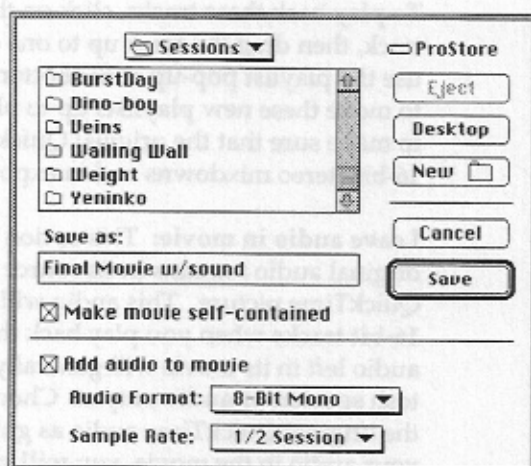 Sessions
ProStore
BurstDay
Dino-boy
Veins
Wailing Wall
Weight
Yeninko
Eject
Desktop
New
Save as:
Final Movie w/sound
Cancel
Save
Make movie self-contained
Add audio to movie
Audio Format: 8-Bit Mono
Sample Rate: 1/2 Session